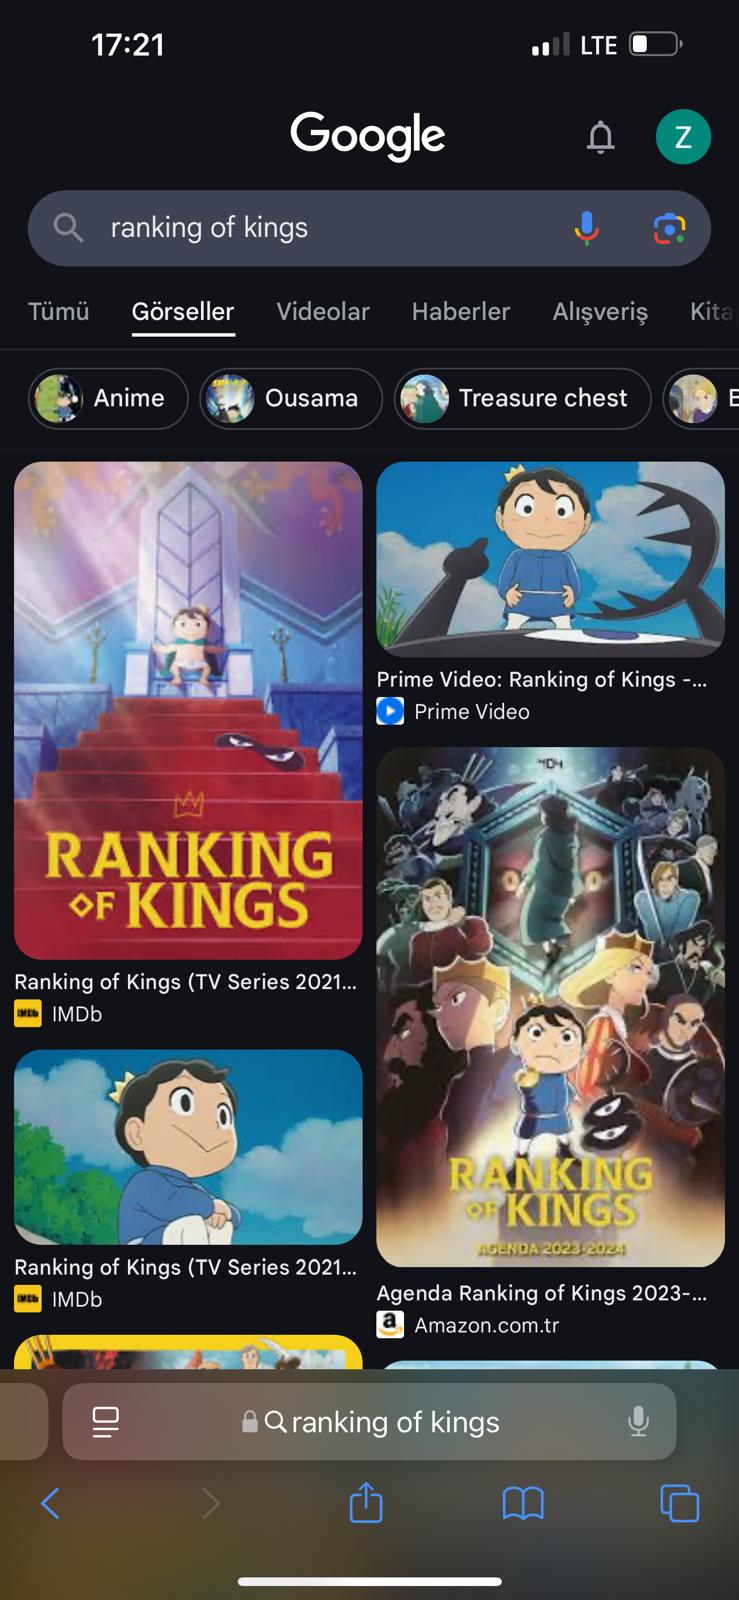 17:21
LTE
Google
Z
ranking of kings
Tümü Görseller Videolar Haberler Alışveriş Kita
Anime Ousama Treasure chest
RANKING
OF KINGS
Ranking of Kings (TV Series 2021...
IMDb
IMDb
Prime Video: Ranking of Kings -...
Prime Video
RANKING
OF KINGS
AGENDA 2023-2024
Ranking of Kings (TV Series 2021...
IMDb
IMDb
Agenda Ranking of Kings 2023-...
a
Amazon.com.tr
ranking of kings